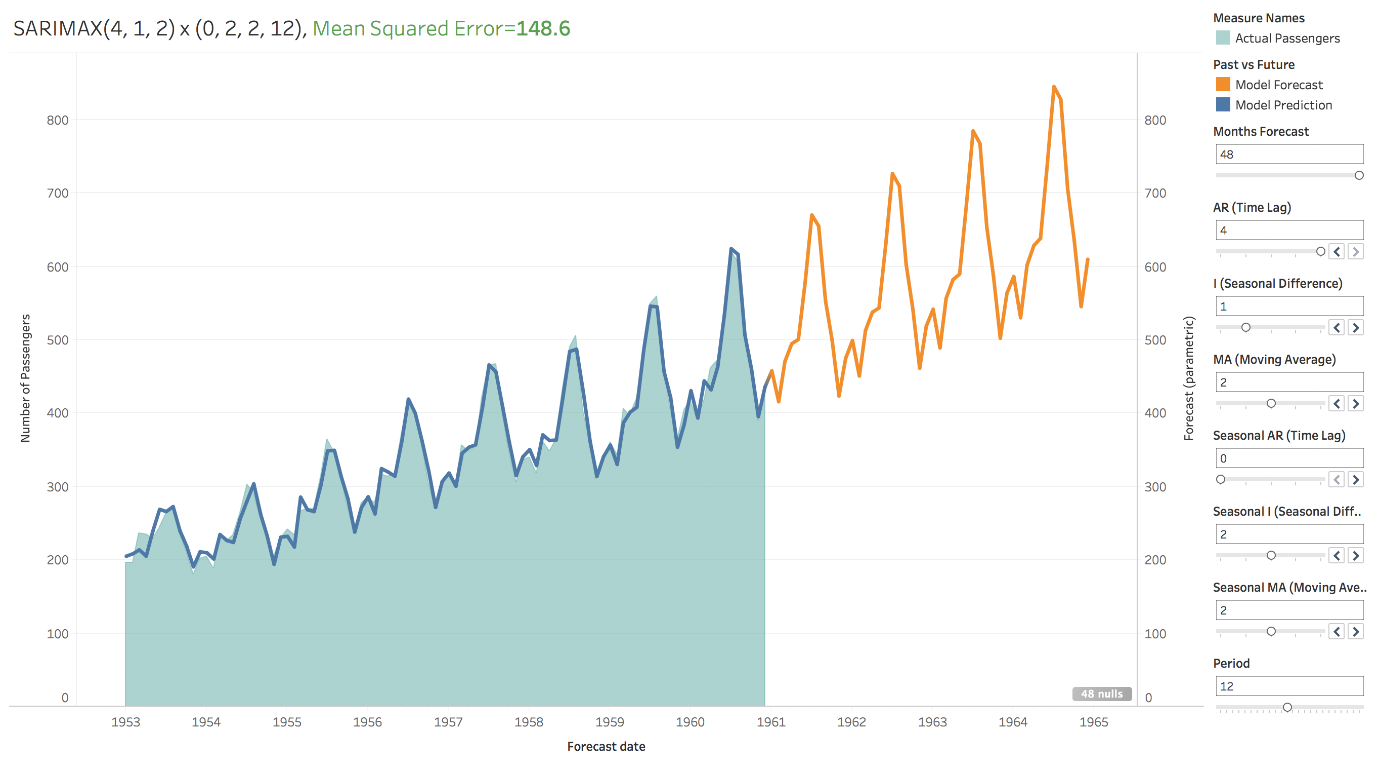 SARIMAX(4, 1, 2) x (0, 2, 2, 12), Mean Squared Error=148.6
Number of Passengers
800
700
600
500
400
300
200
100
0
800
700
600
500
400
300
200
100
0
Forecast (parametric)
48 nulls
1953 1954 1955 1956 1957 1958 1959 1960 1961 1962 1963 1964 1965
Forecast date
Measure Names
Actual Passengers
Past vs Future
Model Forecast
Model Prediction
Months Forecast
48
AR (Time Lag)
4
I (Seasonal Difference)
1
MA (Moving Average)
2
Seasonal AR (Time Lag)
0
Seasonal I (Seasonal Diff..
2
Seasonal MA (Moving Ave..
2
Period
12